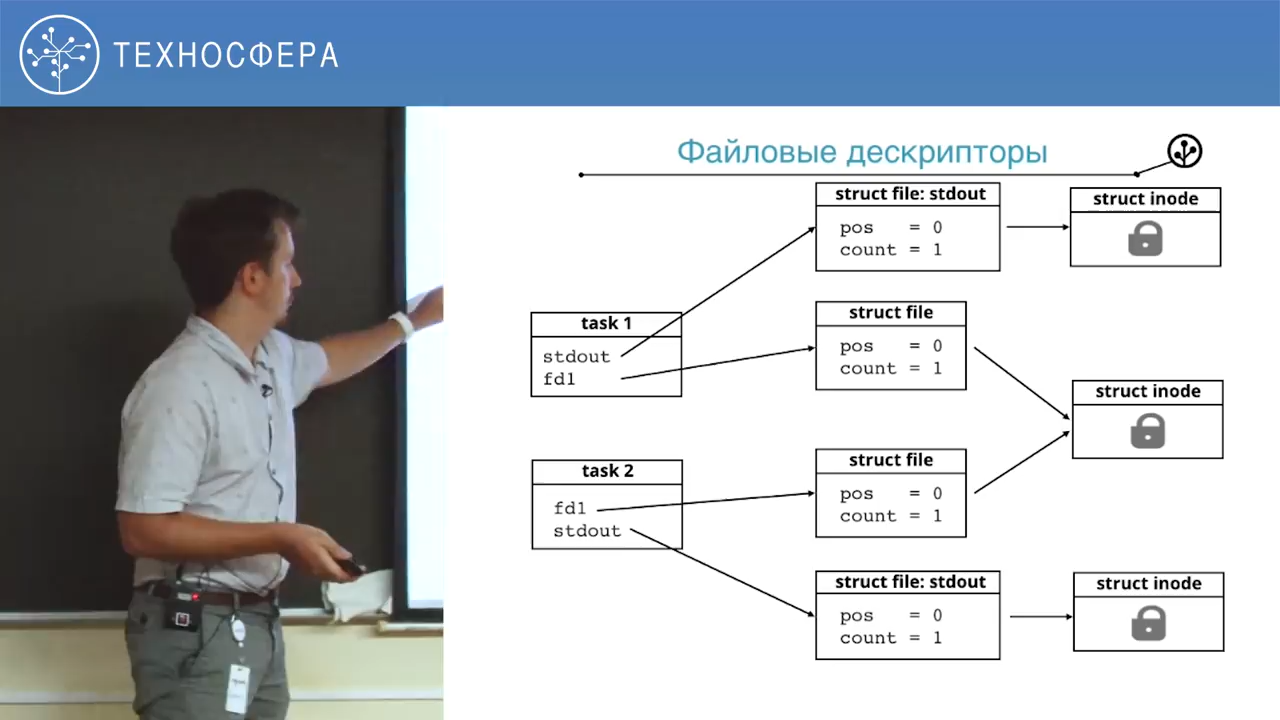 ТЕХНОСФЕРА
Файловые дескрипторы
struct file: stdout
pos = 0
count = 1
struct inode
task 1
stdout
fd1
struct file
pos = 0
count = 1
struct inode
task 2
fd1
stdout
struct file
pos = 0
count = 1
struct file: stdout
pos = 0
count = 1
struct inode